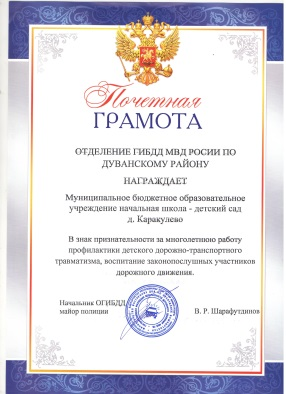 Почетная
ГРАМОТА
ОТДЕЛЕНИЕ ГИБДД МВД РОСИИ ПО
ДУВАНСКОМУ РАЙОНУ
НАГРАЖДАЕТ
Муниципальное бюджетное образовательное
учреждение начальная школа - детский сад
д. Каракулево
В знак признательности за многолетнюю работу
профилактики детского дорожно-транспортного
травматизма, воспитание законопослушных участников
дорожного движения.
Начальник ОГИБДД
майор полиции
В. Р. Шарафутдинов